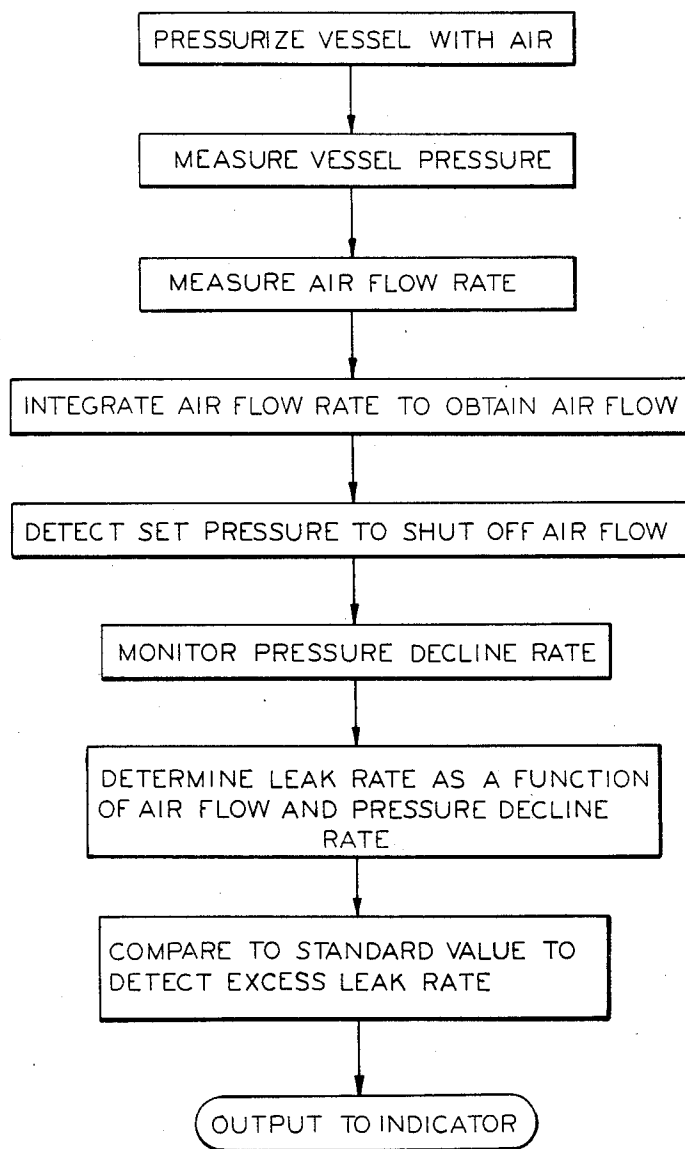 PRESSURIZE VESSEL WITH AIR
MEASURE VESSEL PRESSURE
MEASURE AIR FLOW RATE
INTEGRATE AIR FLOW RATE TO OBTAIN AIR FLOW
DETECT SET PRESSURE TO SHUT OFF AIR FLOW
MONITOR PRESSURE DECLINE RATE
DETERMINE LEAK RATE AS A FUNCTION
OF AIR FLOW AND PRESSURE DECLINE
RATE
COMPARE TO STANDARD VALUE TO
DETECT EXCESS LEAK RATE
OUTPUT TO INDICATOR